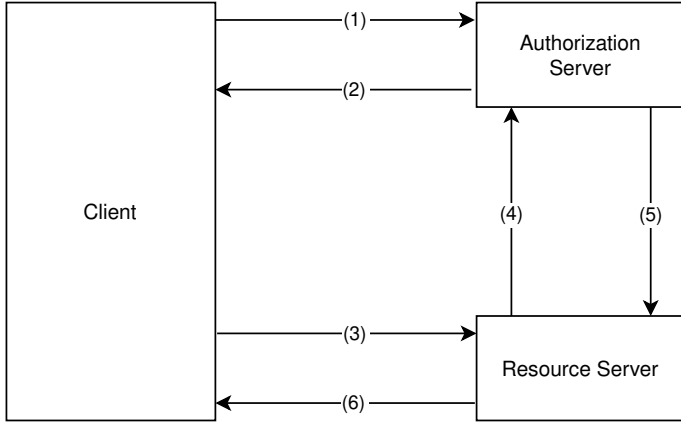 (1)
Authorization
Server
(2)
Client
(4)
(5)
(3)
Resource Server
(6)